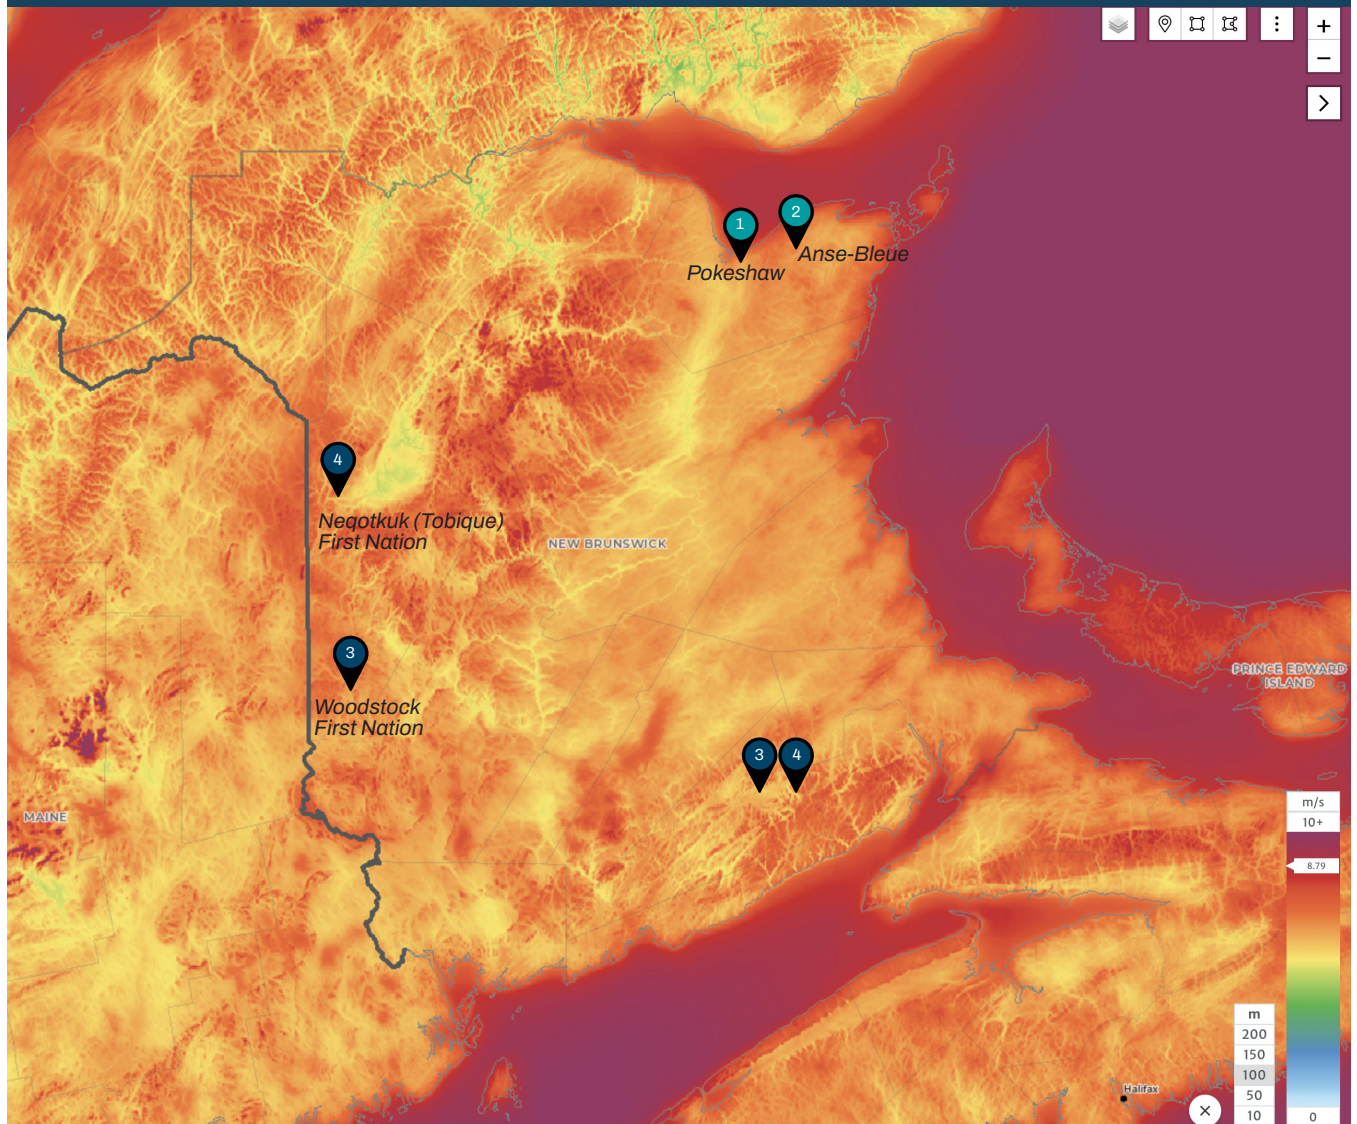 +
−
2
1
Anse-Bleue
Pokeshaw
4
Neqotkuk (Tobique)
First Nation
NEW BRUNSWICK
3
Woodstock
First Nation
PRINCE EDWARD
ISLAND
3
4
MAINE
m/s
10+
8.79
m
200
150
100
50
10
0
Halifax